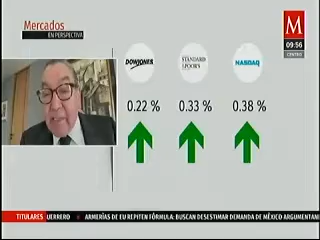 Mercados
EN PERSPECTIVA
DOWJONES
STANDARD
&POOR'S
NASDAQ
M
09:56
CENTRO
0.22 % 0.33 % 0.38 %
TITULARES GUERRERO ARMERÍAS DE EU REPITEN FÓRMULA: BUSCAN DESESTIMAR DEMANDA DE MÉXICO ARGUMENTAN